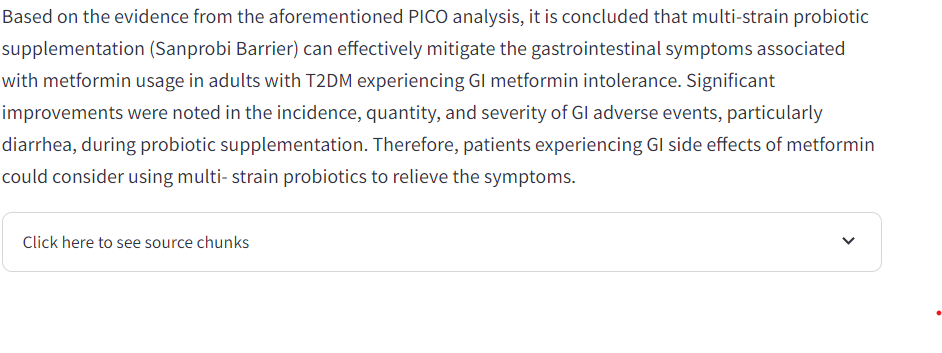 Based on the evidence from the aforementioned PICO analysis, it is concluded that multi-strain probiotic
supplementation (Sanprobi Barrier) can effectively mitigate the gastrointestinal symptoms associated
with metformin usage in adults with T2DM experiencing GI metformin intolerance. Significant
improvements were noted in the incidence, quantity, and severity of GI adverse events, particularly
diarrhea, during probiotic supplementation. Therefore, patients experiencing GI side effects of metformin
could consider using multi- strain probiotics to relieve the symptoms.
Click here to see source chunks